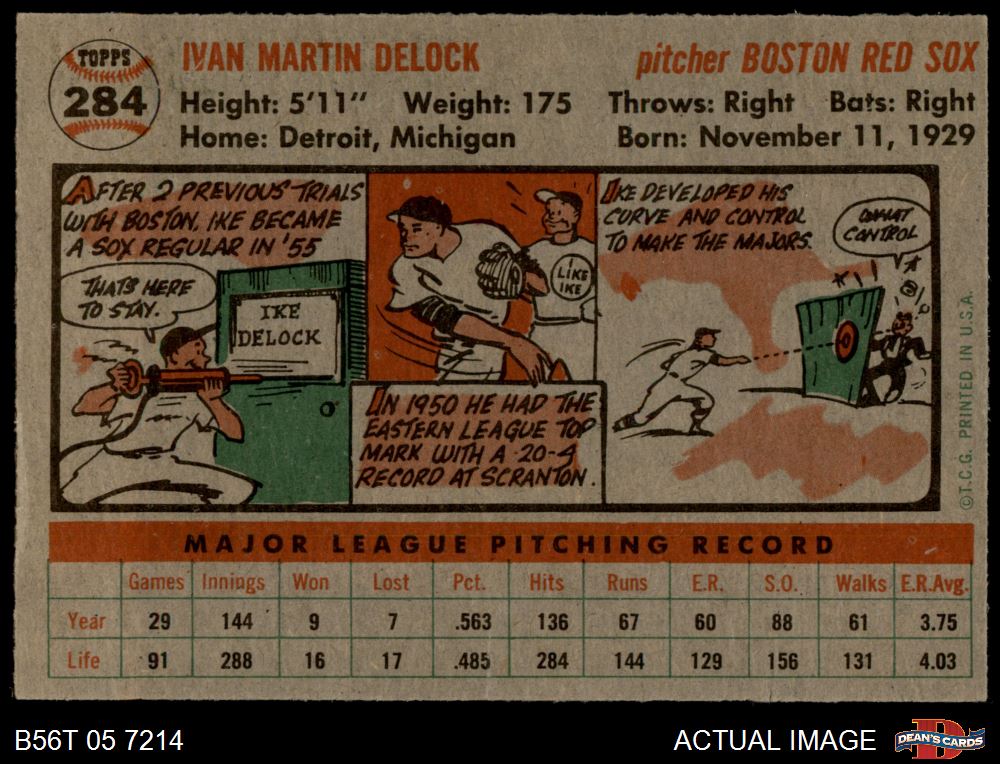 TOPPS
284
IVAN MARTIN DELOCK
pitcher BOSTON RED SOX
Height: 5'11" Weight: 175 Throws: Right Bats: Right
Home: Detroit, Michigan Born: November 11, 1929
AFTER 2 PREVIOUS TRIALS
WITH BOSTON, IKE BECAME
A SOX REGULAR IN '55
THAT'S HERE
TO STAY.
IKE
DELOCK
I LIKE
IKE
IN 1950 HE HAD THE
EASTERN LEAGUE TOP
MARK WITH A 20-4
RECORD AT SCRANTON.
IKE DEVELOPED HIS
CURVE AND CONTROL
TO MAKE THE MAJORS.
WHAT
CONTROL
©T.C.G. PRINTED IN U.S.A.
MAJOR LEAGUE PITCHING RECORD
Games Innings Won Lost Pct. Hits Runs E.R. S.O. Walks E.R.Avg.
Year 29 144 9 7 .563 136 67 60 88 61 3.75
Life 91 288 16 17 .485 284 144 129 156 131 4.03
B56T 05 7214
ACTUAL IMAGE
DEAN'S CARDS